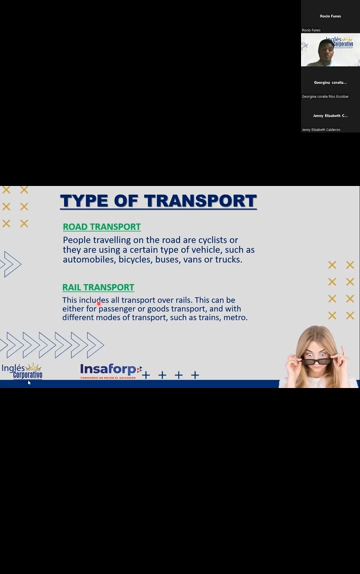 Rocio Funes
Rocio Funes
Inglés
Corporativo
Georgina coralia...
Georgina coralia Rios Escobar
Jenny Elizabeth C...
Jenny Elizabeth Calderon
TYPE OF TRANSPORT
ROAD TRANSPORT
People travelling on the road are cyclists or
they are using a certain type of vehicle, such as
automobiles, bicycles, buses, vans or trucks.
RAIL TRANSPORT
This includes all transport over rails. This can be
either for passenger or goods transport, and with
different modes of transport, such as trains, metro.
Inglés
Corporativo
Insaforp